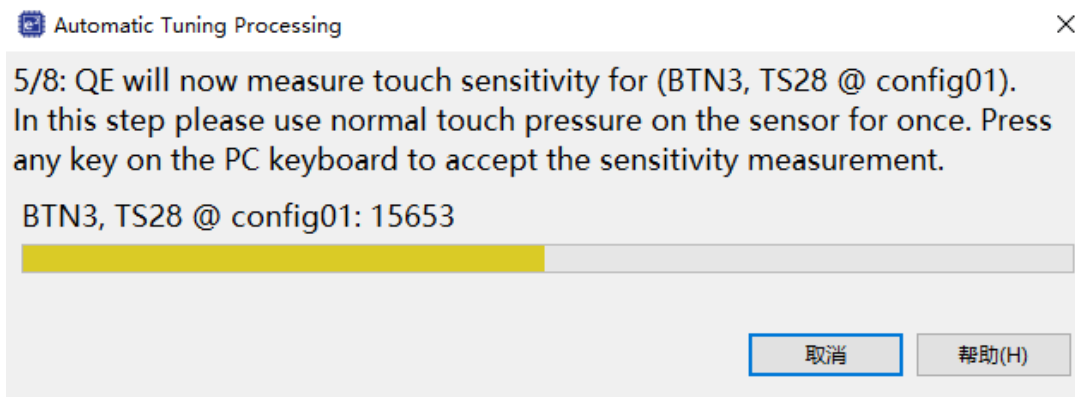 Automatic Tuning Processing
5/8: QE will now measure touch sensitivity for (BTN3, TS28 @ config01).
In this step please use normal touch pressure on the sensor for once. Press
any key on the PC keyboard to accept the sensitivity measurement.
BTN3, TS28 @ config01: 15653
取消
帮助(H)